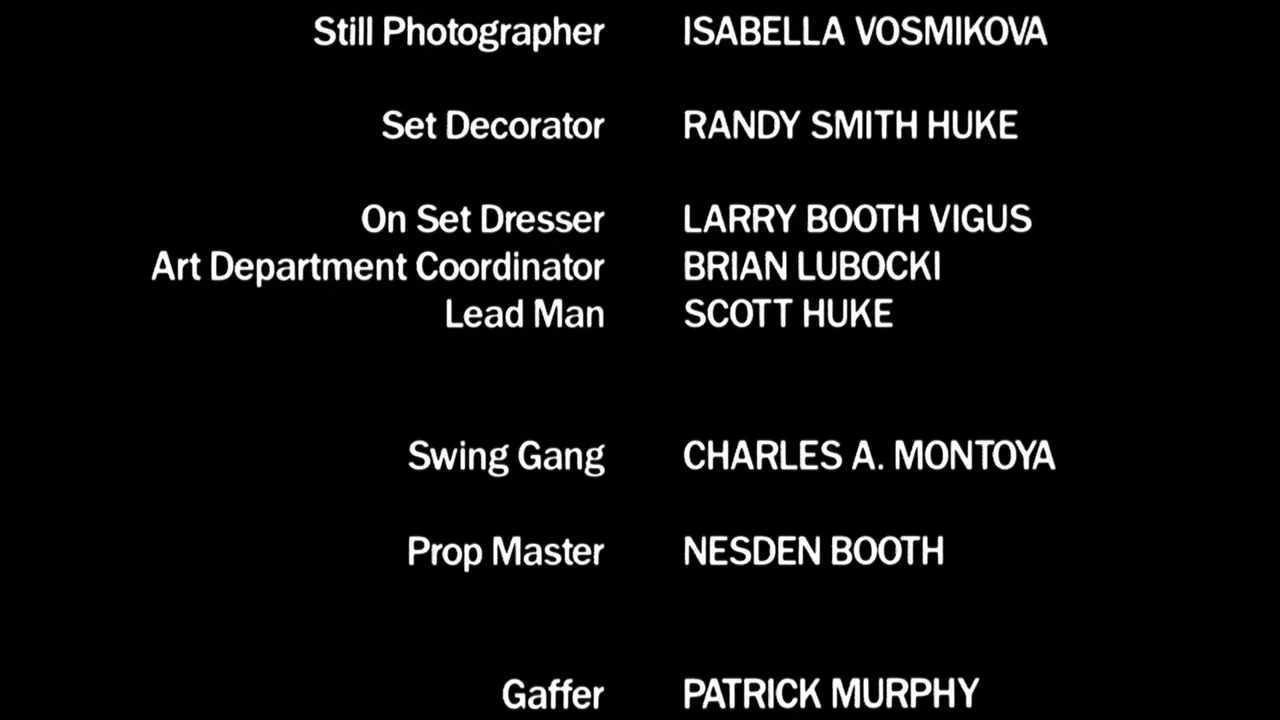 Still Photographer ISABELLA VOSMIKOVA
Set Decorator RANDY SMITH HUKE
On Set Dresser LARRY BOOTH VIGUS
Art Department Coordinator BRIAN LUBOCKI
Lead Man SCOTT HUKE
Swing Gang CHARLES A. MONTOYA
Prop Master NESDEN BOOTH
Gaffer PATRICK MURPHY